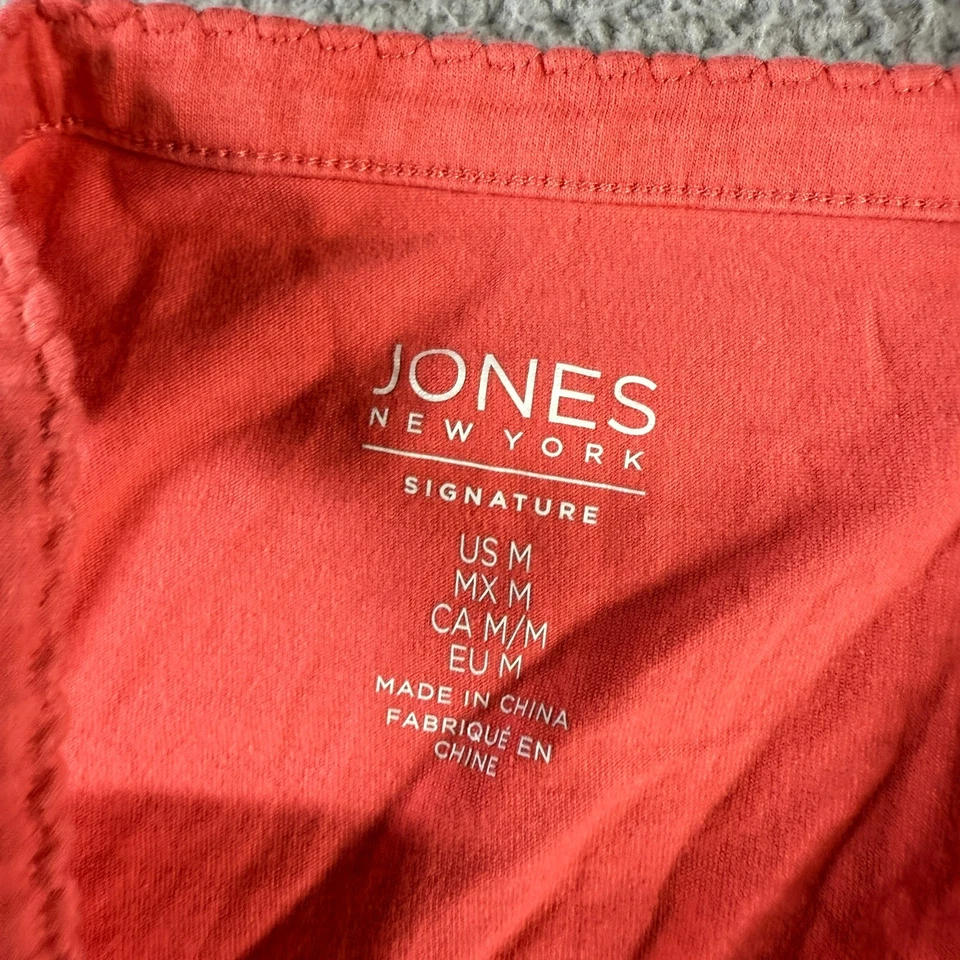 JONES
NEW YORK
SIGNATURE
US M
MX M
CA M/M
EU M
MADE IN CHINA
FABRIQUÉ EN
CHINE